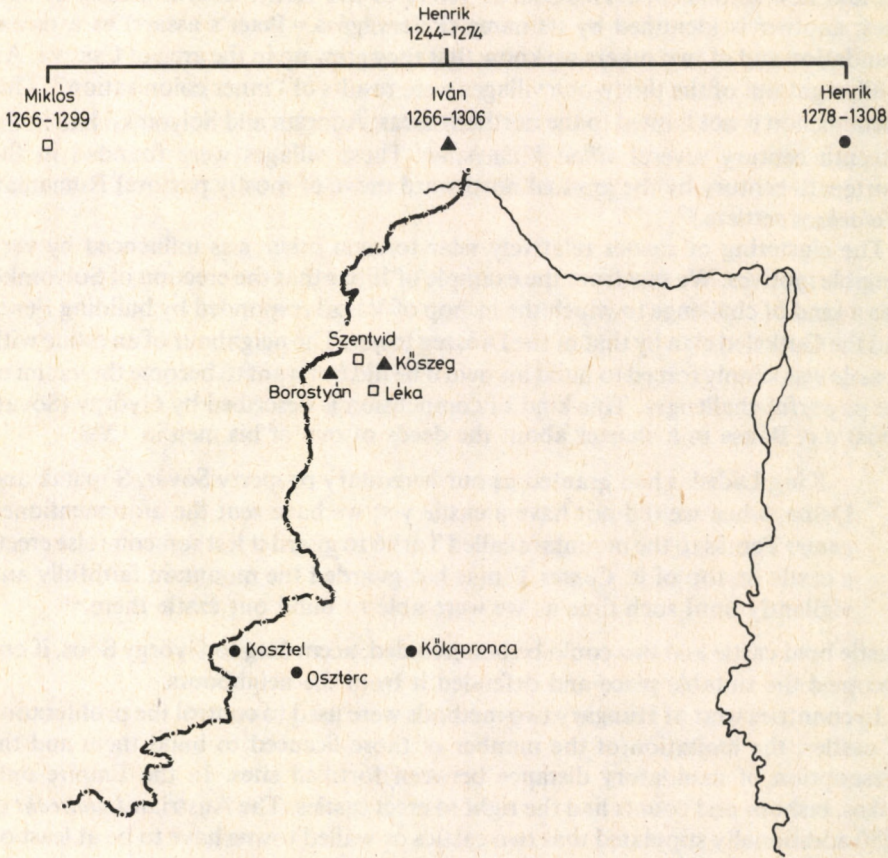 Henrik
1244–1274
Miklós
1266–1299
Iván
1266–1306
Henrik
1278–1308
Szentvid
Kőszeg
Borostyán
Léka
Kosztel
Kőkapronca
Oszterc